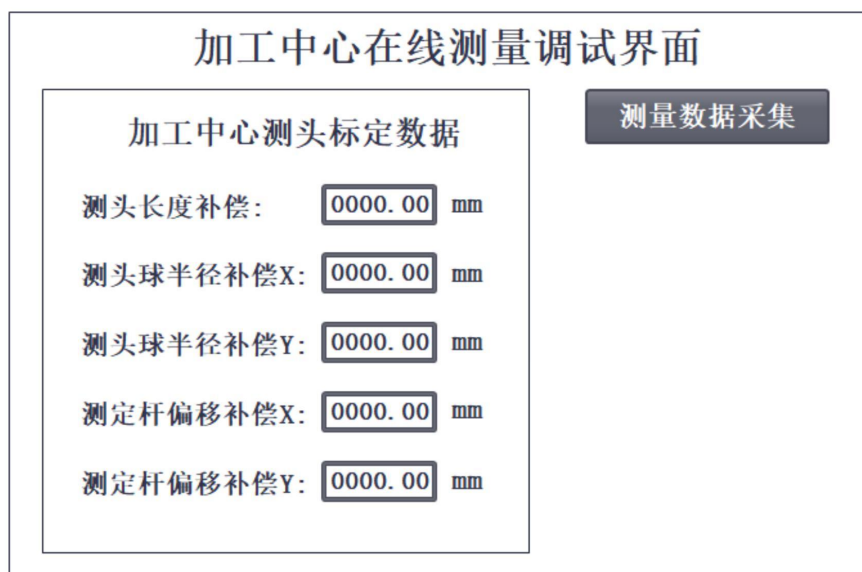 加工中心在线测量调试界面
测量数据采集
加工中心测头标定数据
测头长度补偿: 0000.00 mm
测头球半径补偿X: 0000.00 mm
测头球半径补偿Y: 0000.00 mm
测定杆偏移补偿X: 0000.00 mm
测定杆偏移补偿Y: 0000.00 mm